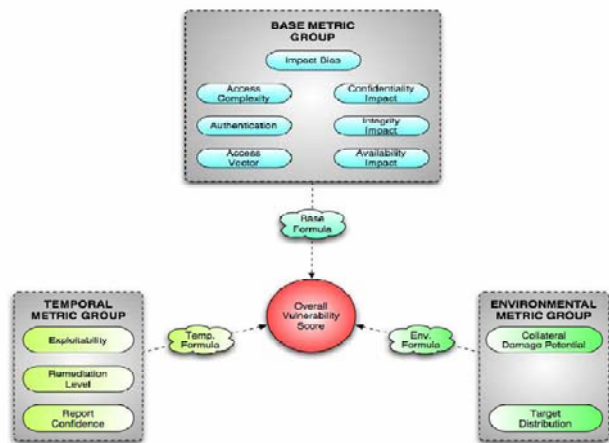 BASE METRIC
GROUP
Impact Bias
Access
Complexity
Confidentiality
Impact
Authentication
Integrity
Impact
Access
Vector
Availability
Impact
Base
Formula
TEMPORAL
METRIC GROUP
Exploitability
Remediation
Level
Report
Confidence
Temp.
Formula
Overall
Vulnerability
Score
Env.
Formula
ENVIRONMENTAL
METRIC GROUP
Collateral
Damage Potential
Target
Distribution